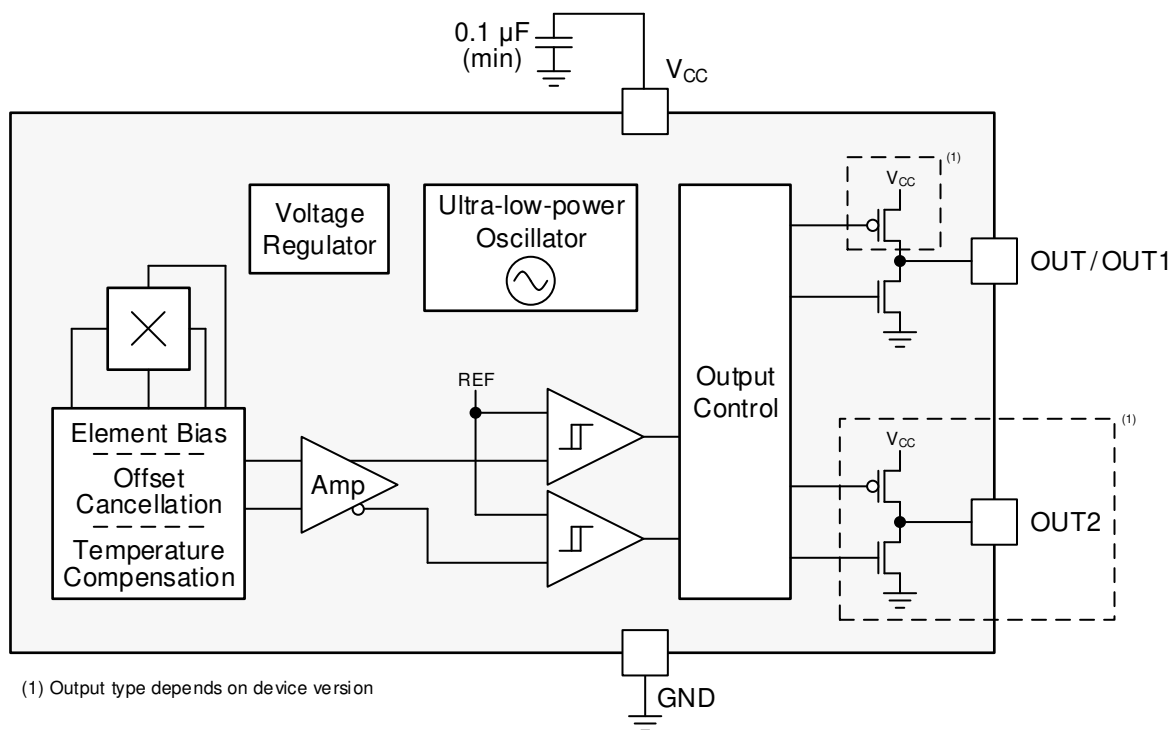 0.1 µF
(min)
VCC
(1)
VCC
Voltage
Regulator
Ultra-low-power
Oscillator
OUT/OUT1
REF
Output
Control
Element Bias
Offset
Cancellation
Temperature
Compensation
Amp
(1)
VCC
OUT2
(1) Output type depends on device version
GND